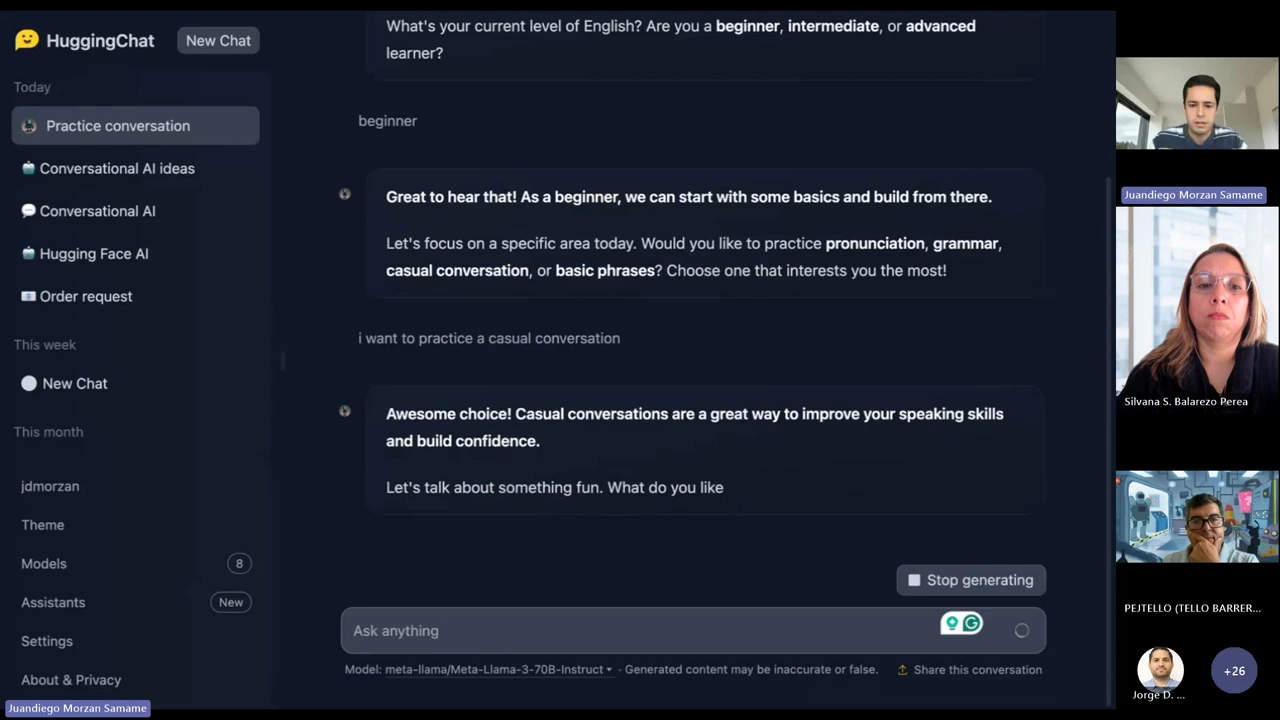 HuggingChat
New Chat
Today
Practice conversation
Conversational AI ideas
Conversational AI
Hugging Face AI
Order request
This week
New Chat
This month
jdmorzan
Theme
Models 8
Assistants New
Settings
About & Privacy
Juandiego Morzan Samame
What's your current level of English? Are you a beginner, intermediate, or advanced
learner?
beginner
Great to hear that! As a beginner, we can start with some basics and build from there.
Let's focus on a specific area today. Would you like to practice pronunciation, grammar,
casual conversation, or basic phrases? Choose one that interests you the most!
i want to practice a casual conversation
Awesome choice! Casual conversations are a great way to improve your speaking skills
and build confidence.
Let's talk about something fun. What do you like
Stop generating
Ask anything
Model: meta-llama/Meta-Llama-3-70B-Instruct · Generated content may be inaccurate or false.
Share this conversation
Juandiego Morzan Samame
Silvana S. Balarezo Perea
PEJTELLO (TELLO BARRER...
Jorge D. ...
+26